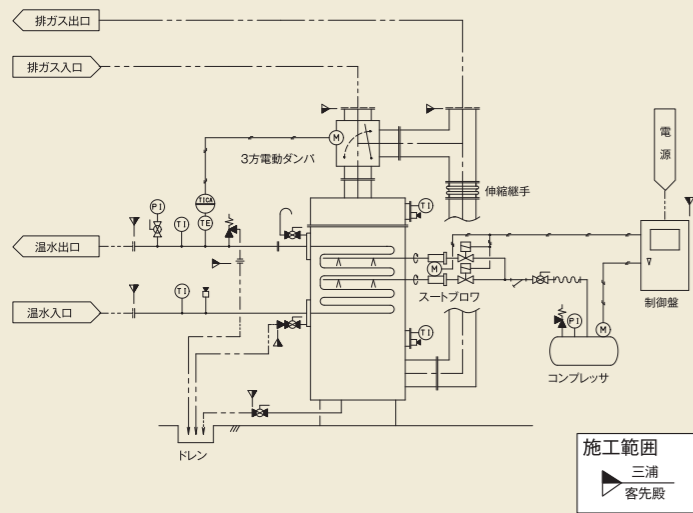 排ガス出口
排ガス入口
電源
M
3方電動ダンパ
TICA
PI
TI
TE
TI
伸縮継手
温水出口
M
スートブロワ
制御盤
温水入口
TI
TI
PI
M
コンプレッサ
ドレン
施工範囲
三浦
客先殿